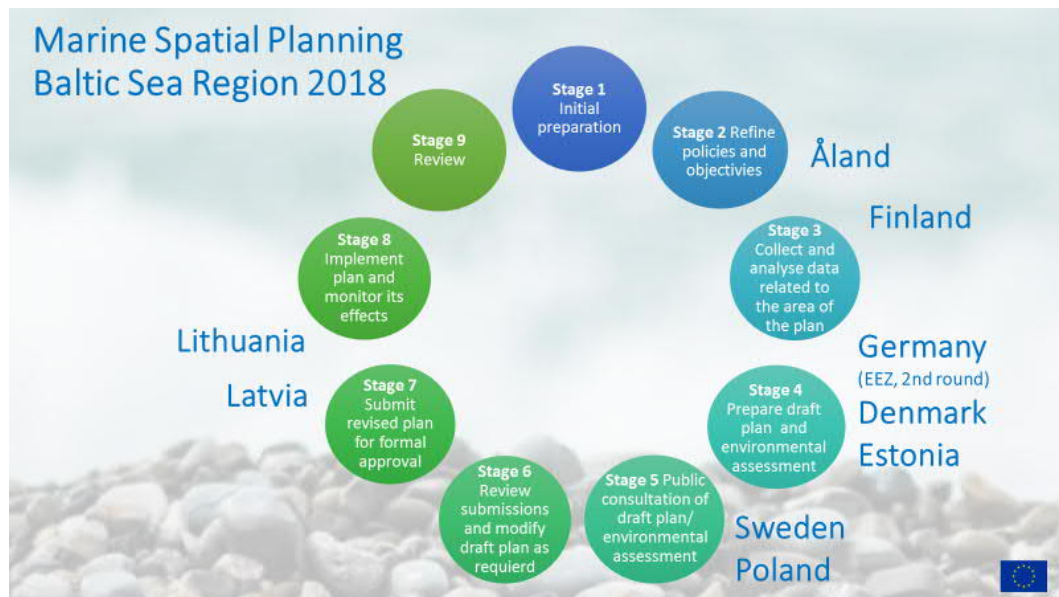 Marine Spatial Planning
Baltic Sea Region 2018
Stage 1
Initial
preparation
Stage 2 Refine
policies and
objectivies
Åland
Finland
Stage 3
Collect and
analyse data
related to
the area of
the plan
Germany
(EEZ, 2nd round)
Denmark
Estonia
Stage 4
Prepare draft
plan and
environmental
assessment
Stage 5 Public
consultation of
draft plan/
environmental
assessment
Sweden
Poland
Stage 6
Review
submissions
and modify
draft plan as
requierd
Stage 7
Submit
revised plan
for formal
approval
Latvia
Lithuania
Stage 8
Implement
plan and
monitor its
effects
Stage 9
Review